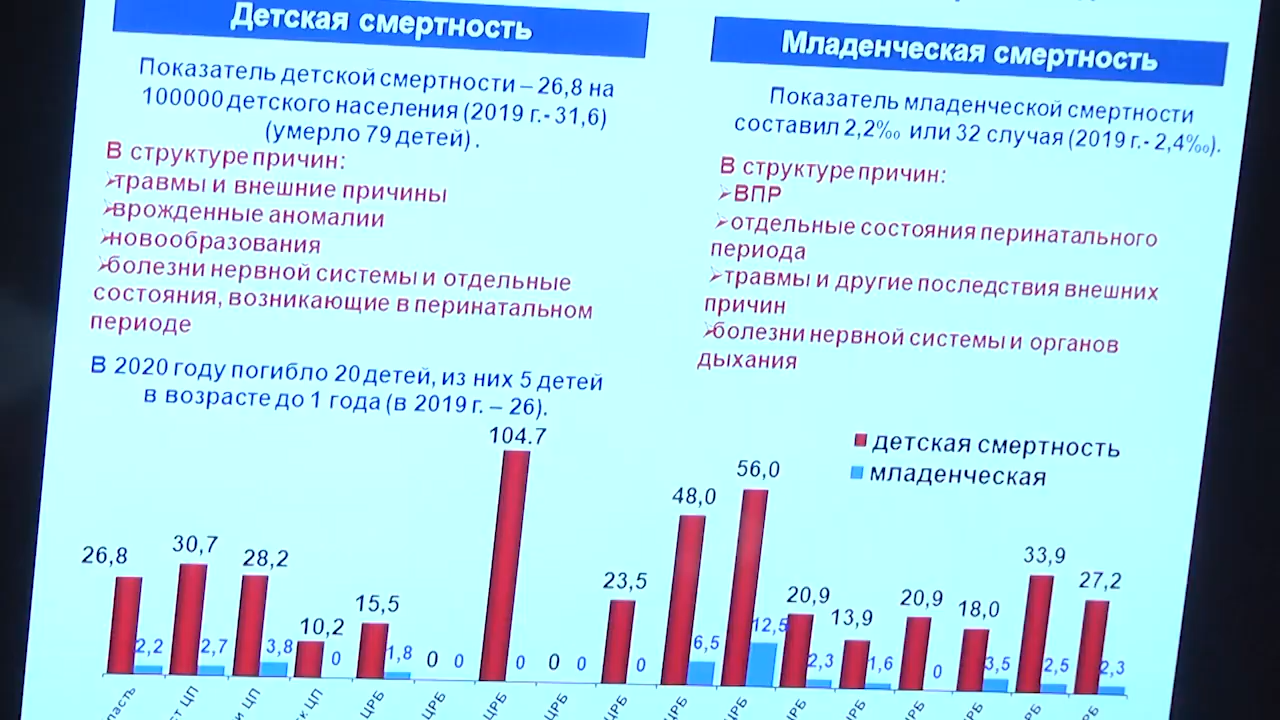 Детская смертность
Показатель детской смертности – 26,8 на
100000 детского населения (2019 г.- 31,6)
(умерло 79 детей).
В структуре причин:
➢травмы и внешние причины
➢врожденные аномалии
➢новообразования
➢болезни нервной системы и отдельные
состояния, возникающие в перинатальном
периоде
В 2020 году погибло 20 детей, из них 5 детей
в возрасте до 1 года (в 2019 г. – 26).
Младенческая смертность
Показатель младенческой смертности
составил 2,2‰ или 32 случая (2019 г.- 2,4‰).
В структуре причин:
➢ВПР
➢отдельные состояния перинатального
периода
➢травмы и другие последствия внешних
причин
➢болезни нервной системы и органов
дыхания
детская смертность
младенческая
26,8 30,7 28,2 10,2 15,5 0 104.7 0 23,5 48,0 56,0 20,9 13,9 20,9 18,0 33,9 27,2
2,2 2,7 3,8 0 1,8 0 0 0 0 6,5 12,5 2,3 1,6 0 3,5 2,5 2,3
ЦП ЦП ЦП ЦРБ ЦРБ ЦРБ ЦРБ ЦРБ ЦРБ ЦРБ ЦРБ ЦРБ ЦРБ ЦРБ ЦРБ ЦРБ